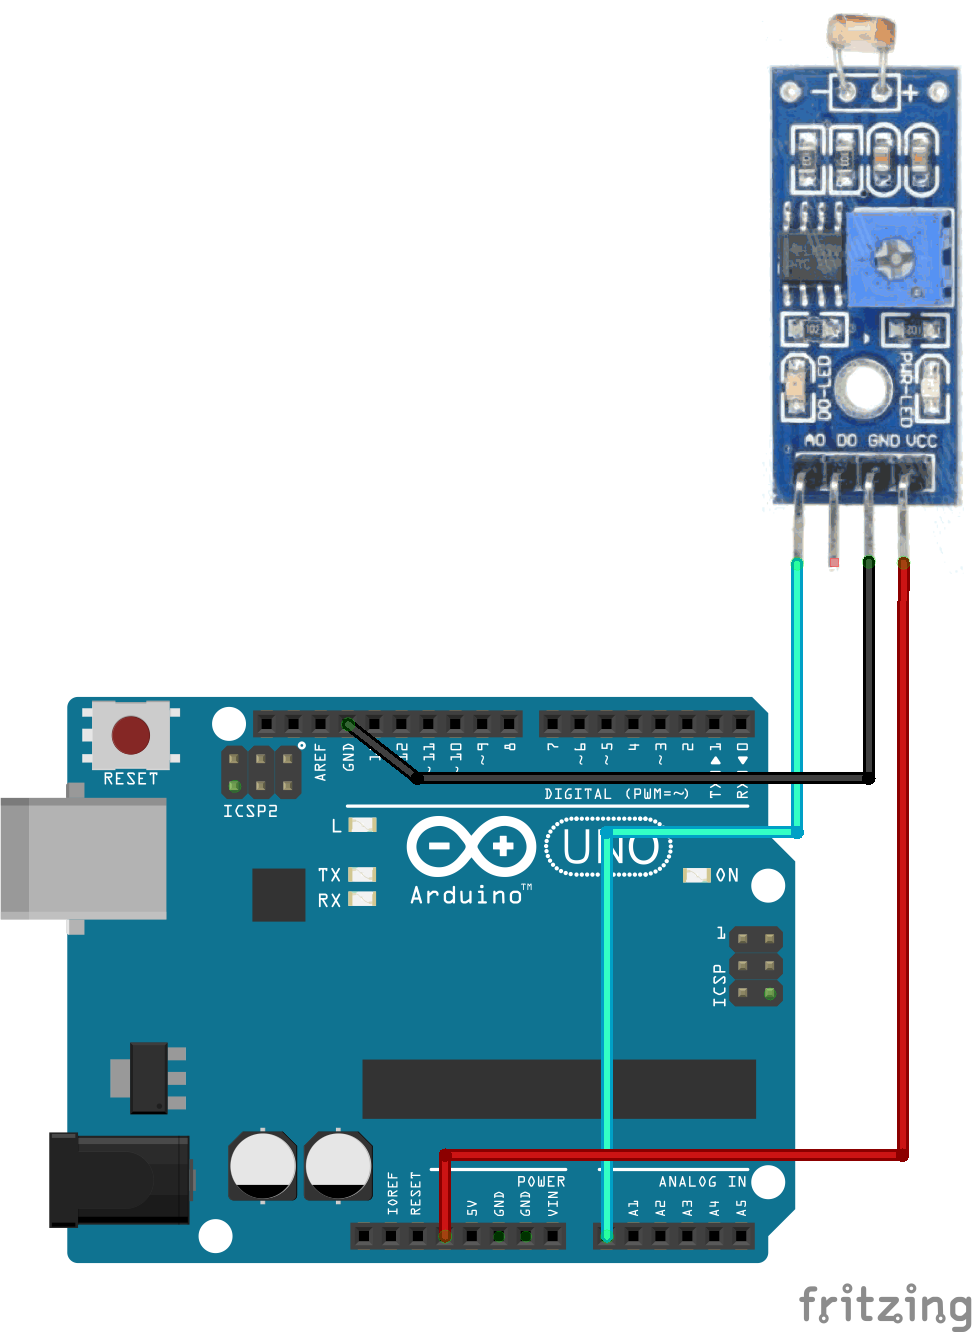 − +
AO DO GND VCC
DO-LED
PWR-LED
102
201
RESET
ICSP2
AREF
GND
12
~11
~10
~9
8
7
~6
~5
4
~3
2
TX 1
RX 0
DIGITAL (PWM=~)
L
TX
RX
Arduino™
UNO
ON
1
ICSP
POWER
ANALOG IN
IOREF
RESET
5V
GND
GND
VIN
A1
A2
A3
A4
A5
fritzing